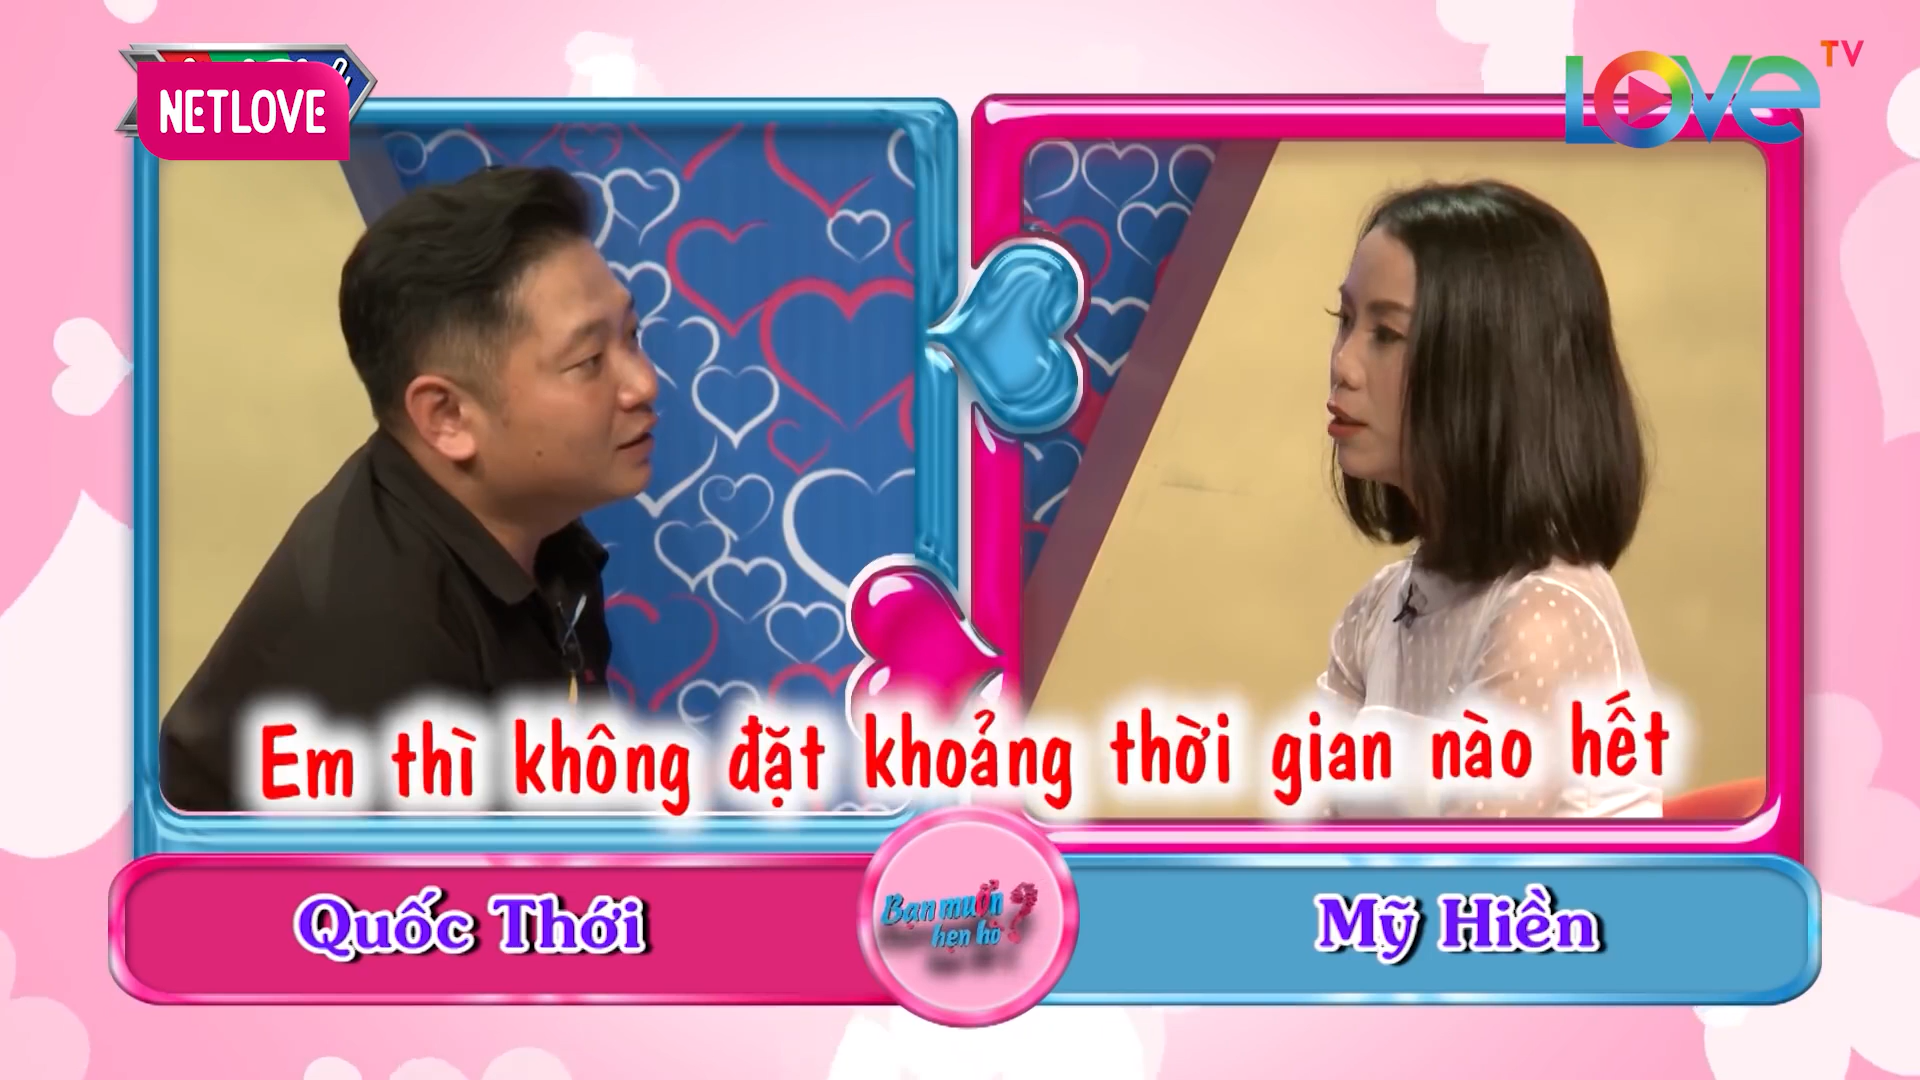 NETLOVE
LOVE TV
Em thì không đặt khoảng thời gian nào hết
Quốc Thới
Bạn muốn
hẹn hò
Mỹ Hiền